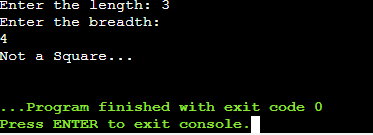 Enter the length: 3
Enter the breadth:
4
Not a Square...
...Program finished with exit code 0
Press ENTER to exit console.